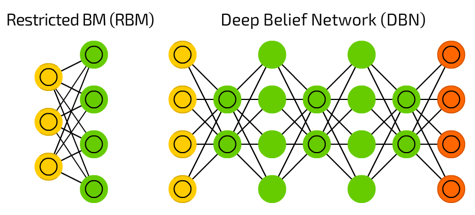 Restricted BM (RBM)
Deep Belief Network (DBN)